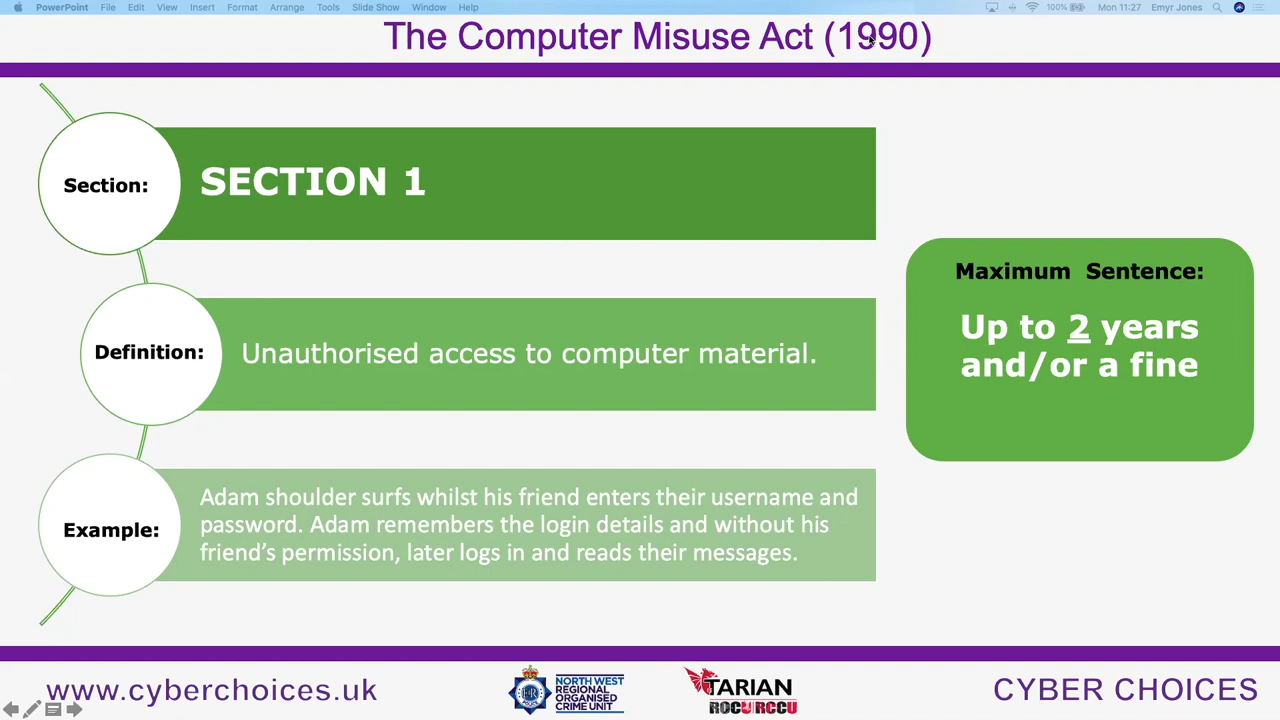 PowerPoint File Edit View Insert Format Arrange Tools Slide Show Window Help 100% Mon 11:27 Emyr Jones
The Computer Misuse Act (1990)
Section:
SECTION 1
Definition:
Unauthorised access to computer material.
Example:
Adam shoulder surfs whilst his friend enters their username and
password. Adam remembers the login details and without his
friend’s permission, later logs in and reads their messages.
Maximum Sentence:
Up to 2 years
and/or a fine
www.cyberchoices.uk
NORTH WEST
REGIONAL
ORGANISED
CRIME UNIT
TARIAN
ROCU RCCU
CYBER CHOICES